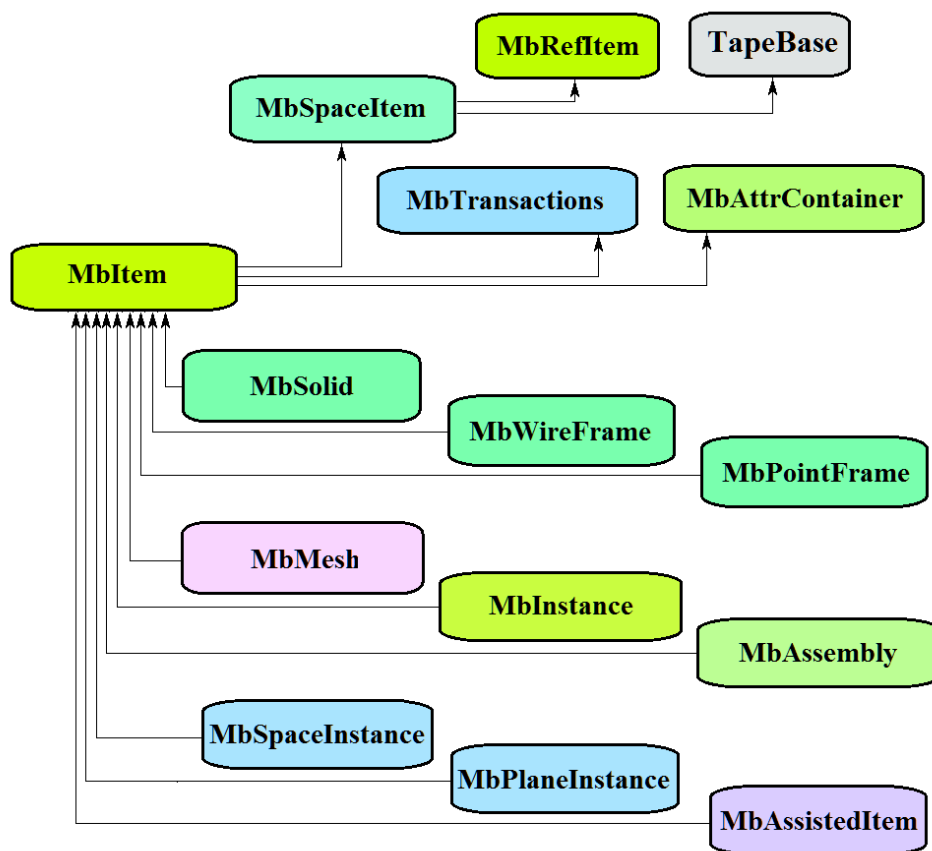 MbRefItem
TapeBase
MbSpaceItem
MbTransactions
MbAttrContainer
MbItem
MbSolid
MbWireFrame
MbPointFrame
MbMesh
MbInstance
MbAssembly
MbSpaceInstance
MbPlaneInstance
MbAssistedItem